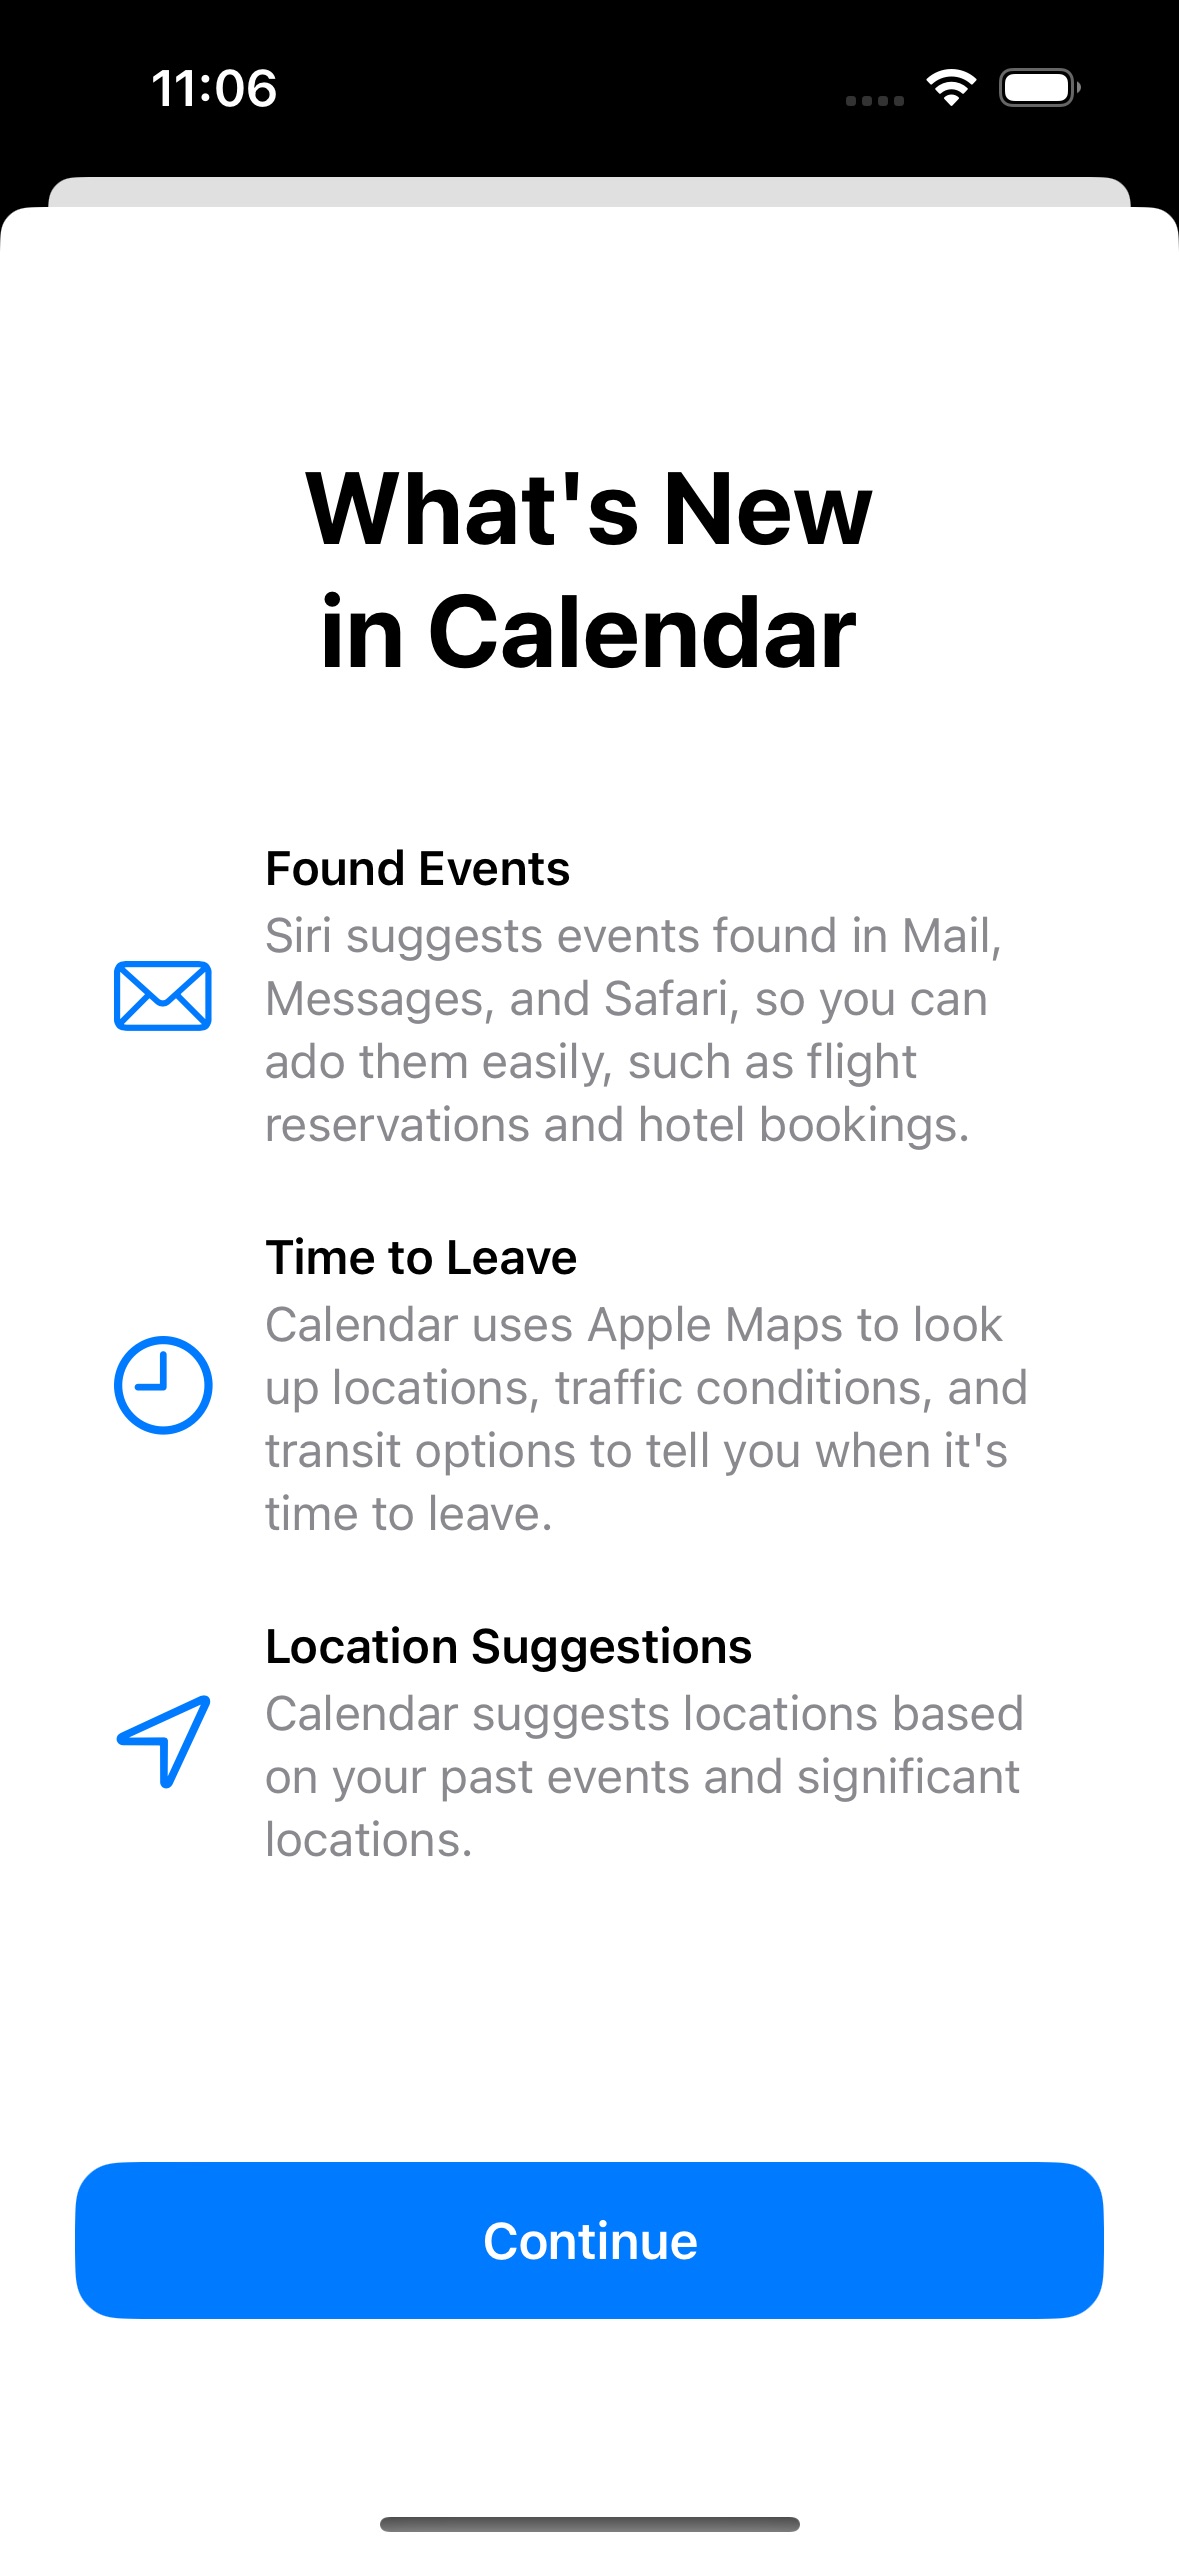 11:06
What's New
in Calendar
Found Events
Siri suggests events found in Mail,
Messages, and Safari, so you can
ado them easily, such as flight
reservations and hotel bookings.
Time to Leave
Calendar uses Apple Maps to look
up locations, traffic conditions, and
transit options to tell you when it's
time to leave.
Location Suggestions
Calendar suggests locations based
on your past events and significant
locations.
Continue